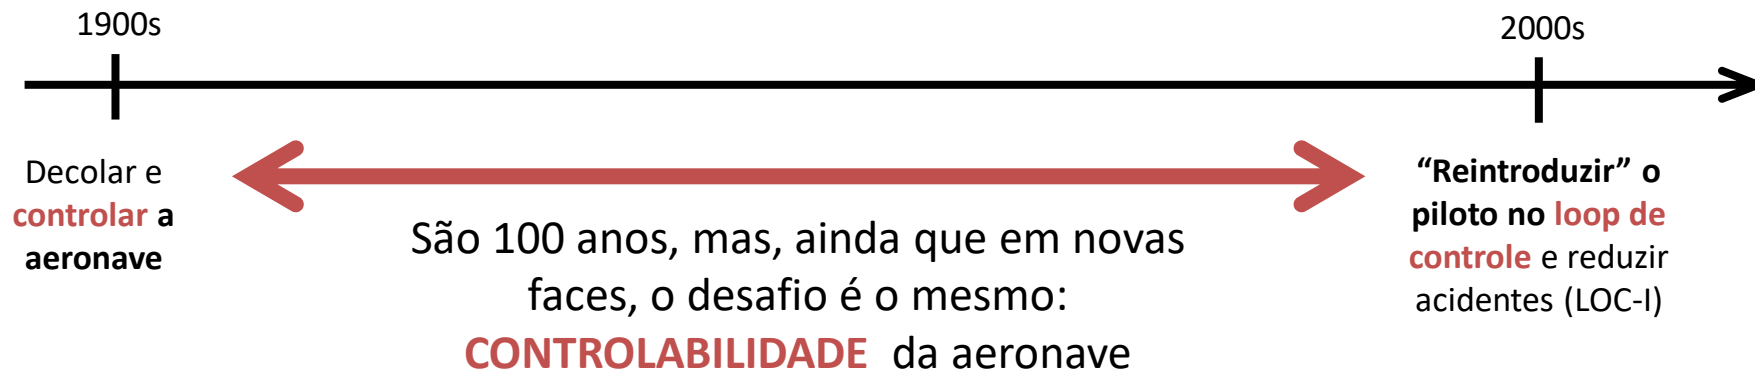 1900s
2000s
Decolar e
controlar a
aeronave
São 100 anos, mas, ainda que em novas
faces, o desafio é o mesmo:
CONTROLABILIDADE da aeronave
“Reintroduzir” o
piloto no loop de
controle e reduzir
acidentes (LOC-I)